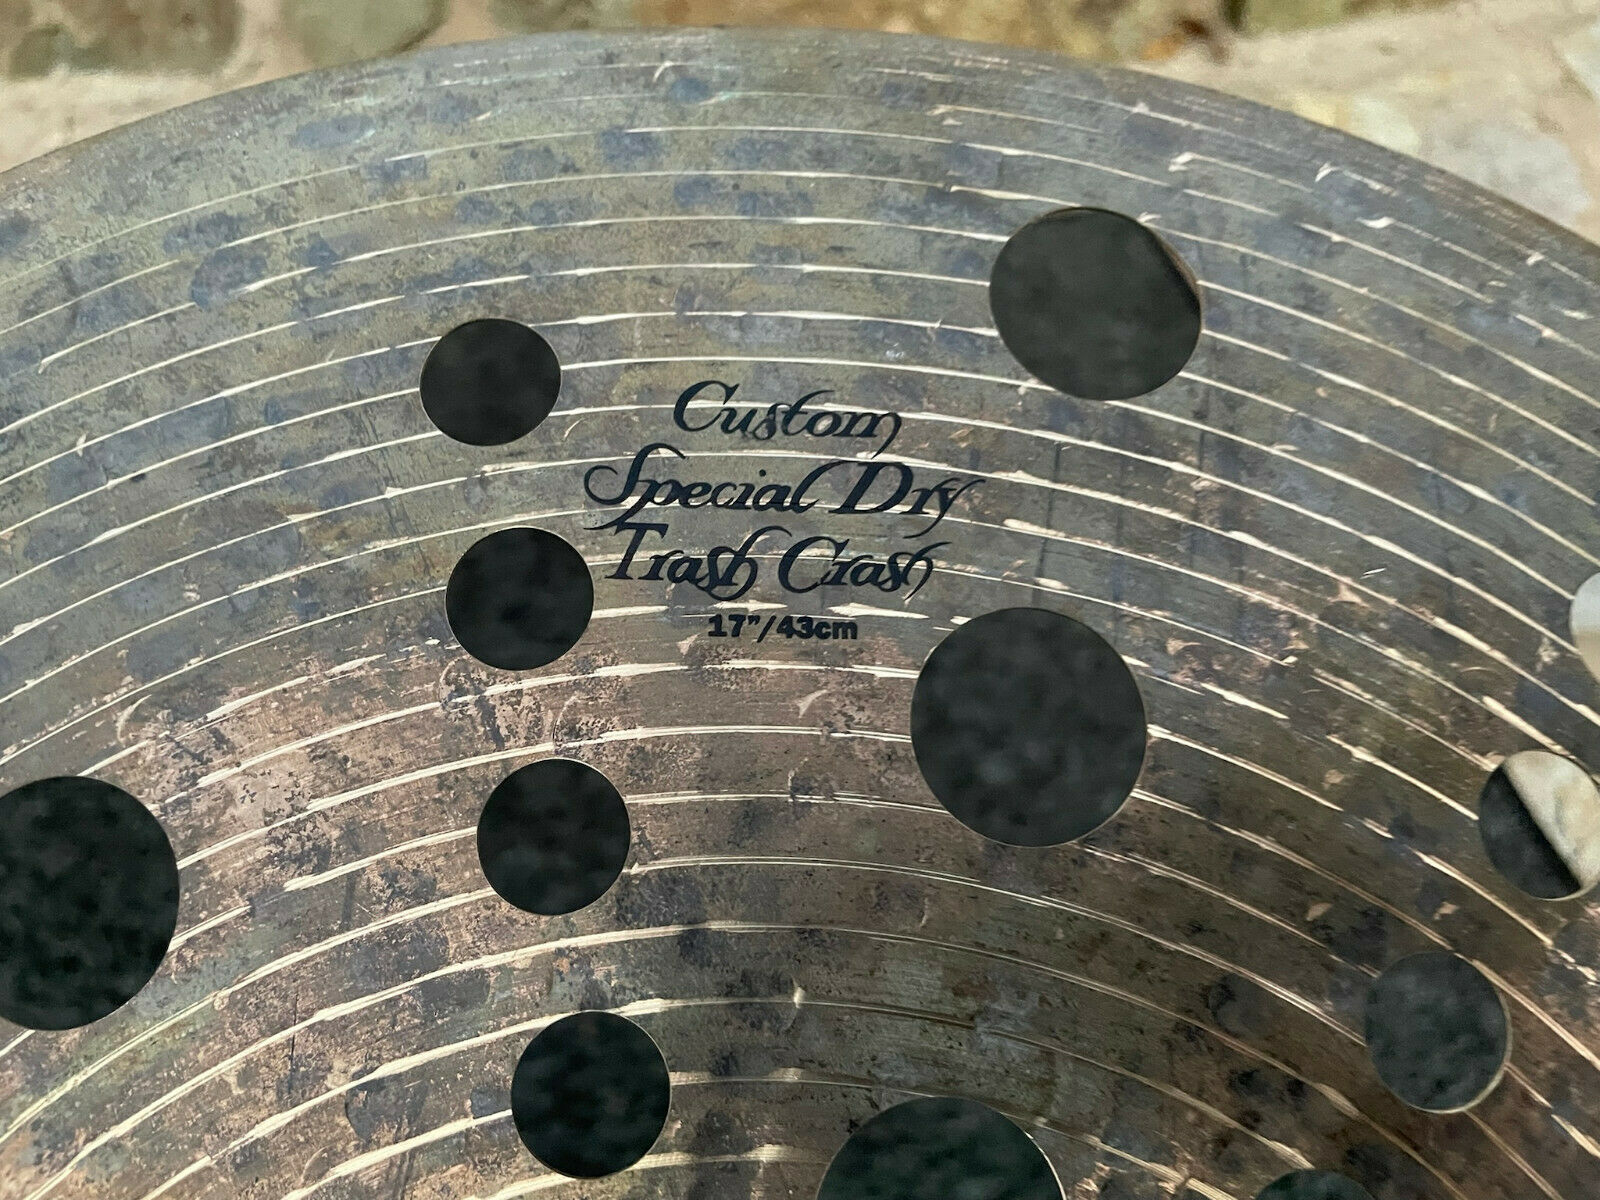 Custom
Special Dry
Trash Crash
17"/43cm